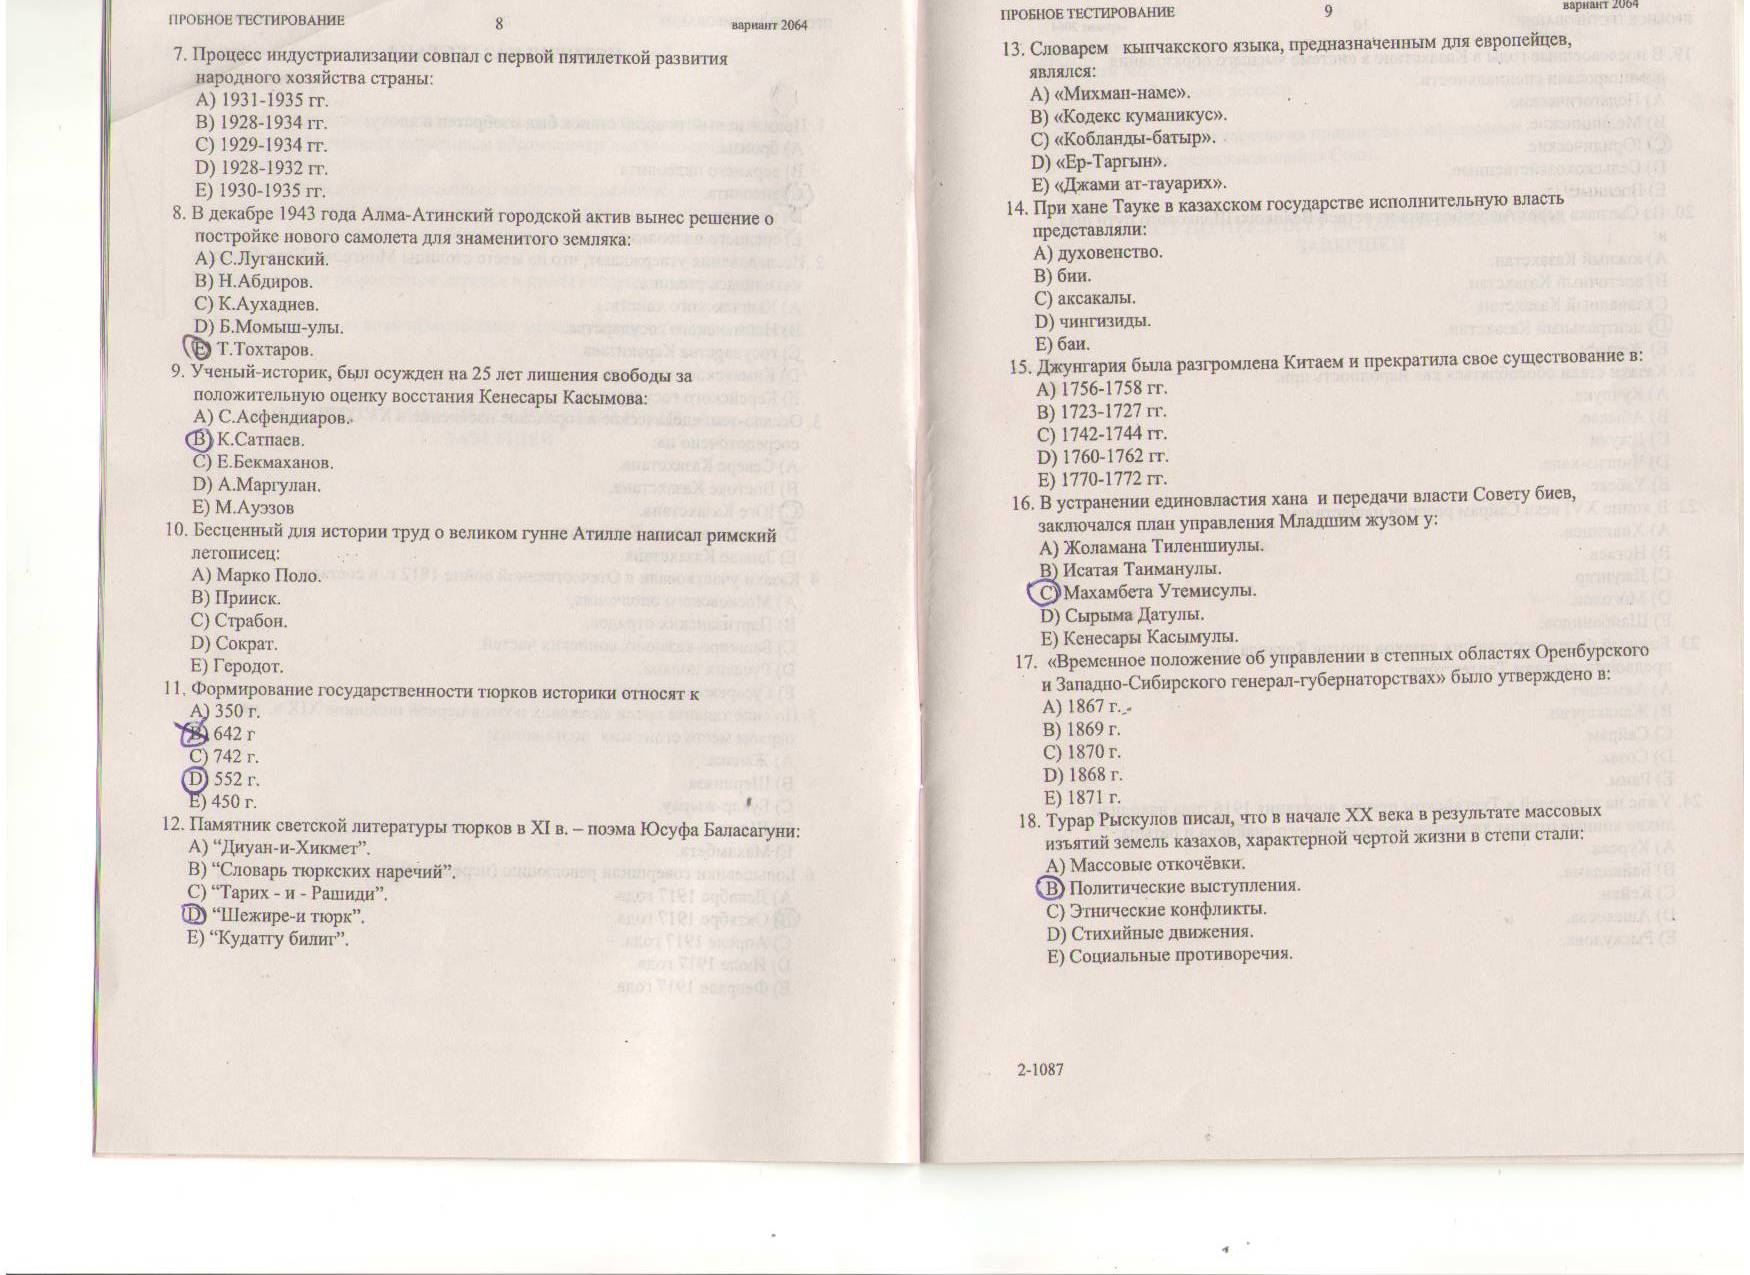 ПРОБНОЕ ТЕСТИРОВАНИЕ 8 вариант 2064
7. Процесс индустриализации совпал с первой пятилеткой развития
народного хозяйства страны:
A) 1931-1935 гг.
B) 1928-1934 гг.
C) 1929-1934 гг.
D) 1928-1932 гг.
E) 1930-1935 гг.
8. В декабре 1943 года Алма-Атинский городской актив вынес решение о
постройке нового самолета для знаменитого земляка:
A) С.Луганский.
B) Н.Абдиров.
C) К.Аухадиев.
D) Б.Момыш-улы.
E) Т.Тохтаров.
9. Ученый-историк, был осужден на 25 лет лишения свободы за
положительную оценку восстания Кенесары Касымова:
A) С.Асфендиаров.
B) К.Сатпаев.
C) Е.Бекмаханов.
D) А.Маргулан.
E) М.Ауэзов
10. Бесценный для истории труд о великом гунне Атилле написал римский
летописец:
A) Марко Поло.
B) Прииск.
C) Страбон.
D) Сократ.
E) Геродот.
11. Формирование государственности тюрков историки относят к
A) 350 г.
B) 642 г
C) 742 г.
D) 552 г.
E) 450 г.
12. Памятник светской литературы тюрков в XI в. – поэма Юсуфа Баласагуни:
A) “Диуан-и-Хикмет”.
B) “Словарь тюркских наречий”.
C) “Тарих - и - Рашиди”.
D) “Шежире-и тюрк”.
E) “Кудатгу билиг”.
ПРОБНОЕ ТЕСТИРОВАНИЕ 9 вариант 2064
13. Словарем кыпчакского языка, предназначенным для европейцев,
являлся:
A) «Михман-наме».
B) «Кодекс куманикус».
C) «Кобланды-батыр».
D) «Ер-Таргын».
E) «Джами ат-тауарих».
14. При хане Тауке в казахском государстве исполнительную власть
представляли:
A) духовенство.
B) бии.
C) аксакалы.
D) чингизиды.
E) баи.
15. Джунгария была разгромлена Китаем и прекратила свое существование в:
A) 1756-1758 гг.
B) 1723-1727 гг.
C) 1742-1744 гг.
D) 1760-1762 гг.
E) 1770-1772 гг.
16. В устранении единовластия хана и передачи власти Совету биев,
заключался план управления Младшим жузом у:
A) Жоламана Тиленшиулы.
B) Исатая Таиманулы.
C) Махамбета Утемисулы.
D) Сырыма Датулы.
E) Кенесары Касымулы.
17. «Временное положение об управлении в степных областях Оренбурского
и Западно-Сибирского генерал-губернаторствах» было утверждено в:
A) 1867 г.
B) 1869 г.
C) 1870 г.
D) 1868 г.
E) 1871 г.
18. Турар Рыскулов писал, что в начале XX века в результате массовых
изъятий земель казахов, характерной чертой жизни в степи стали:
A) Массовые откочёвки.
B) Политические выступления.
C) Этнические конфликты.
D) Стихийные движения.
E) Социальные противоречия.
2-1087